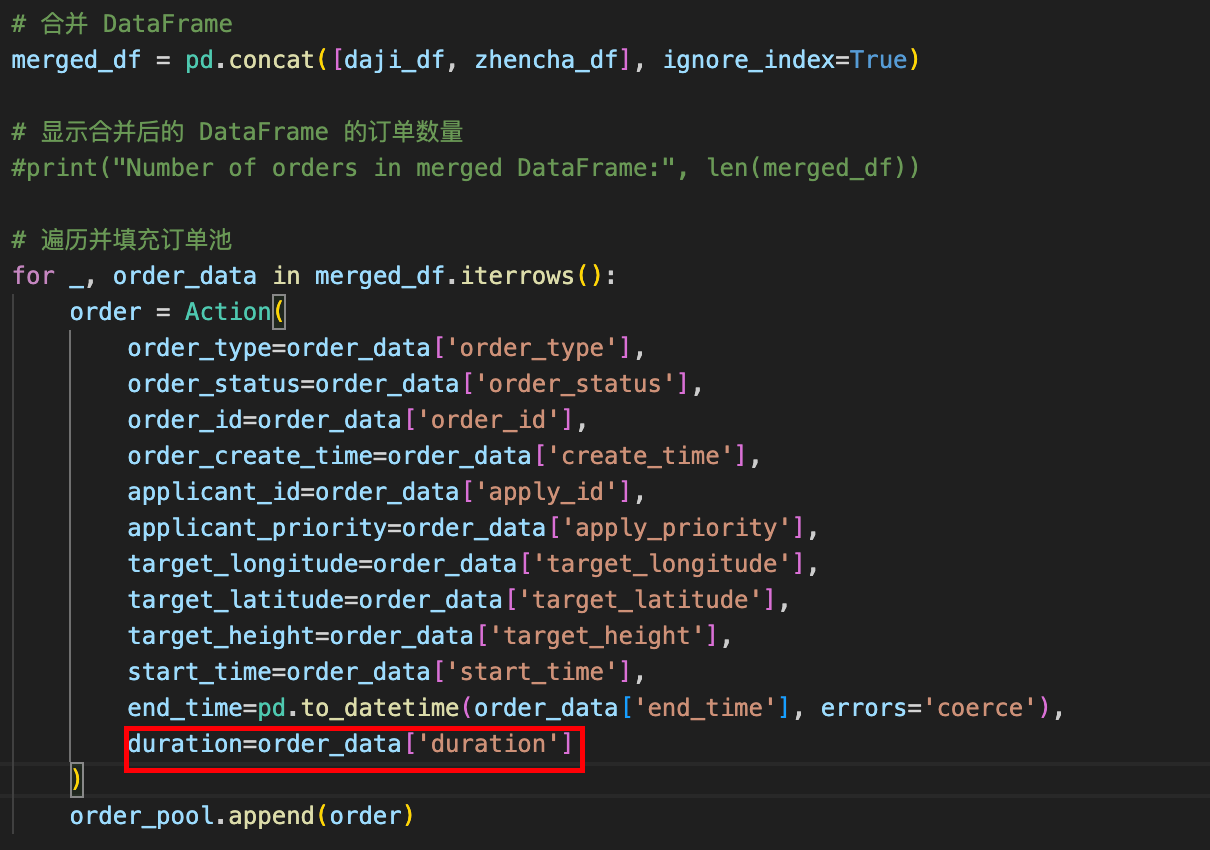 # 合并 DataFrame
merged_df = pd.concat([daji_df, zhencha_df], ignore_index=True)
# 显示合并后的 DataFrame 的订单数量
#print("Number of orders in merged DataFrame:", len(merged_df))
# 遍历并填充订单池
for _, order_data in merged_df.iterrows():
    order = Action(
        order_type=order_data['order_type'],
        order_status=order_data['order_status'],
        order_id=order_data['order_id'],
        order_create_time=order_data['create_time'],
        applicant_id=order_data['apply_id'],
        applicant_priority=order_data['apply_priority'],
        target_longitude=order_data['target_longitude'],
        target_latitude=order_data['target_latitude'],
        target_height=order_data['target_height'],
        start_time=order_data['start_time'],
        end_time=pd.to_datetime(order_data['end_time'], errors='coerce'),
        duration=order_data['duration']
    )
    order_pool.append(order)